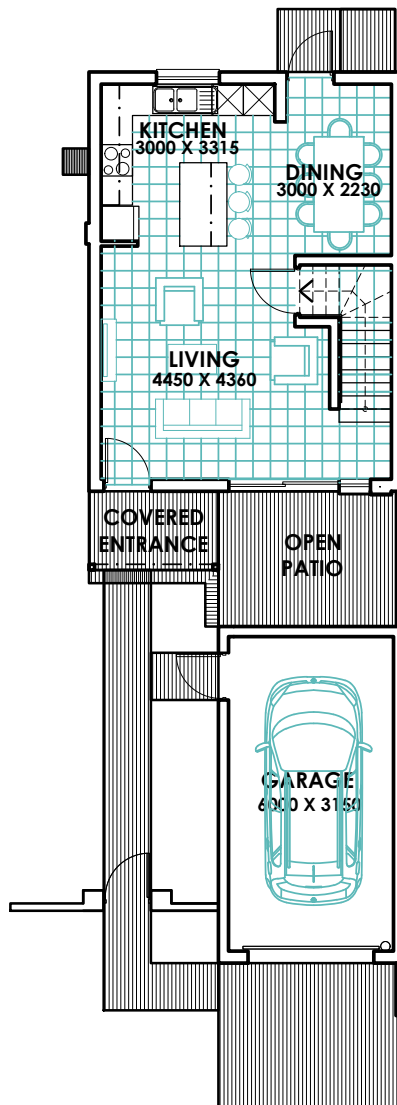 KITCHEN
3000 X 3315
DINING
3000 X 2230
LIVING
4450 X 4360
COVERED
ENTRANCE
OPEN
PATIO
GARAGE
6000 X 3150